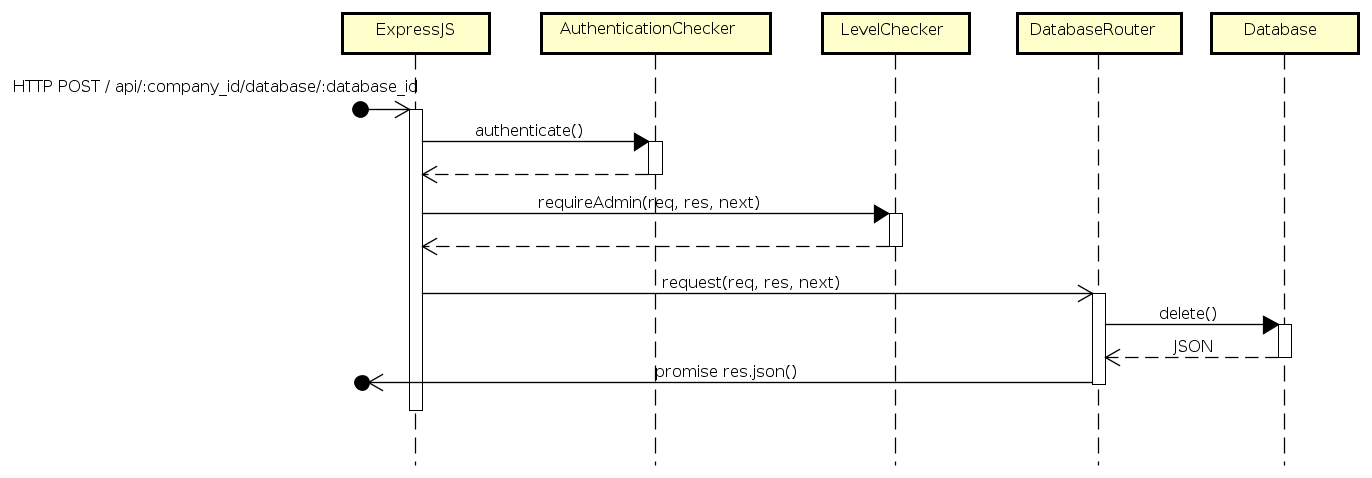 ExpressJS
AuthenticationChecker
LevelChecker
DatabaseRouter
Database
HTTP POST / api/:company_id/database/:database_id
authenticate()
requireAdmin(req, res, next)
request(req, res, next)
delete()
JSON
promise res.json()